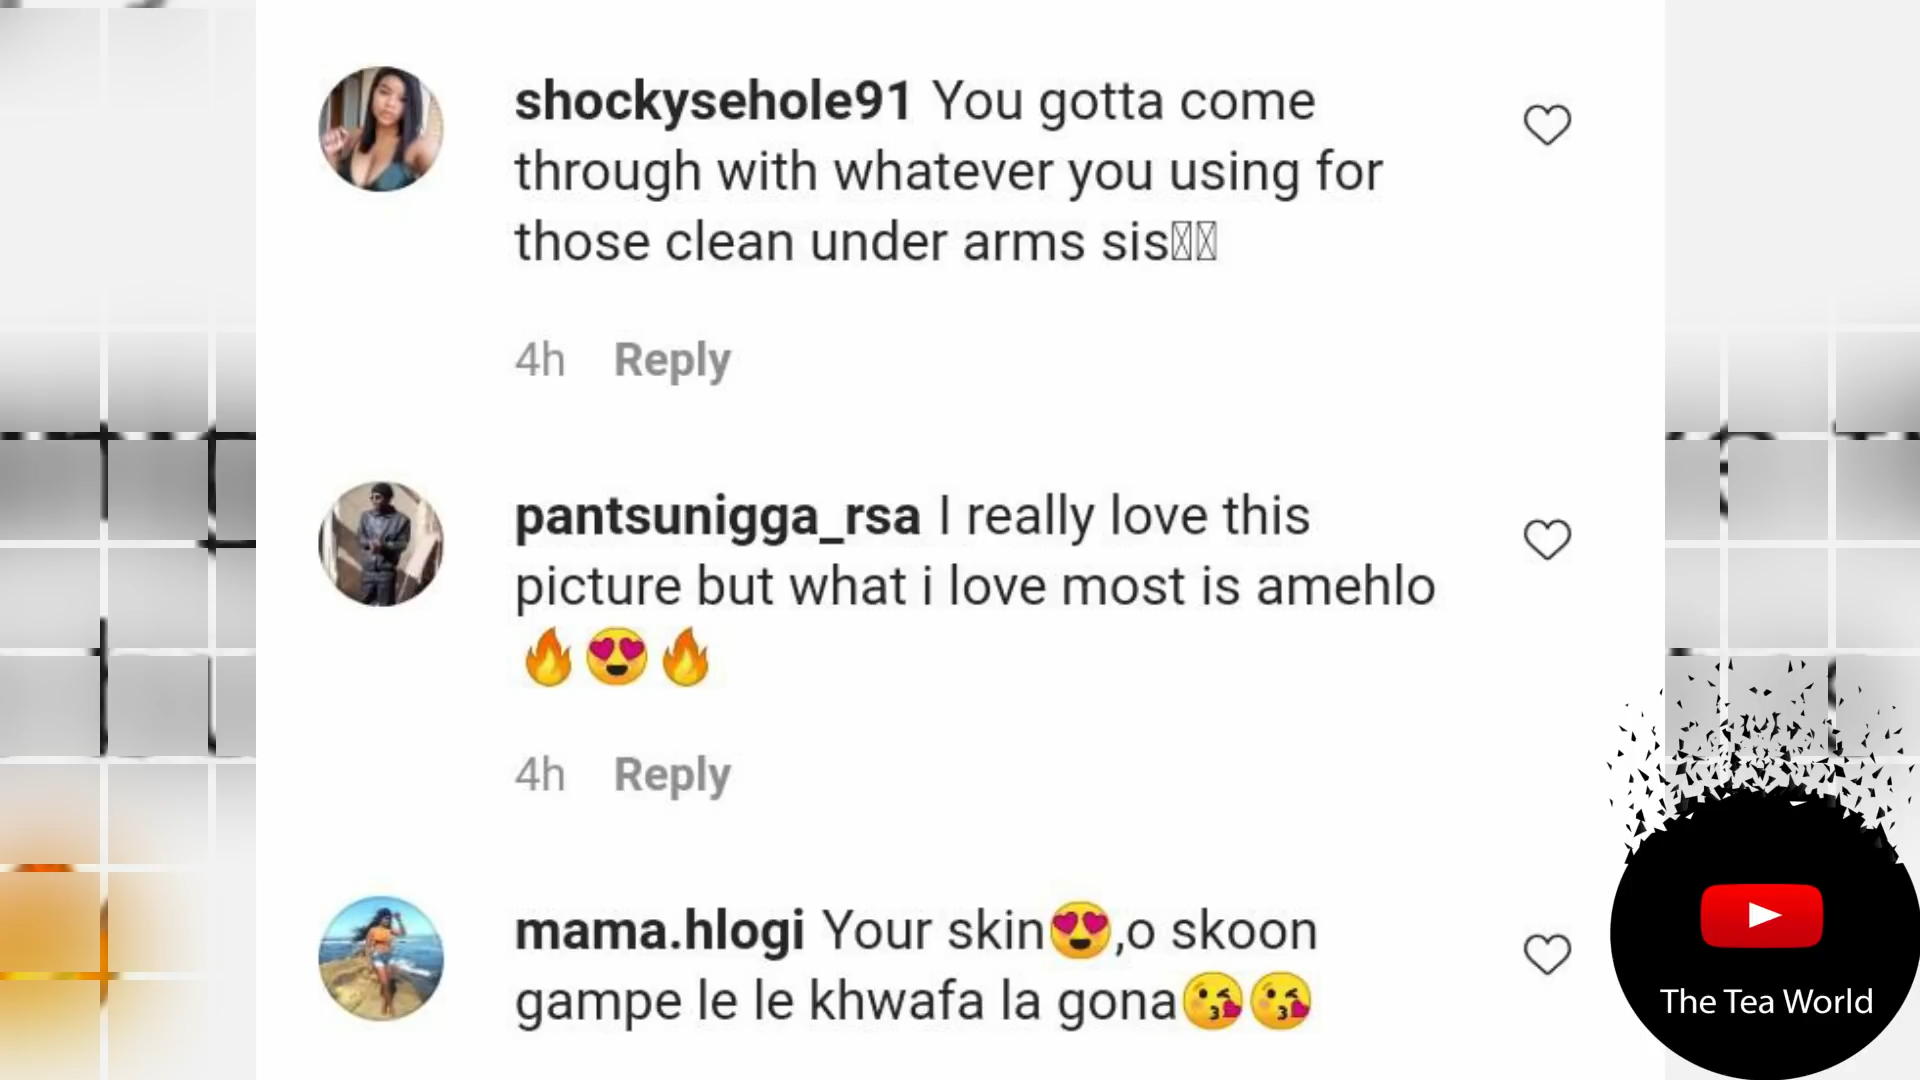 shockysehole91 You gotta come
through with whatever you using for
those clean under arms sis
4h Reply
pantsunigga_rsa I really love this
picture but what i love most is amehlo
🔥😍🔥
4h Reply
mama.hlogi Your skin😍,o skoon
gampe le le khwafa la gona😘😘
The Tea World